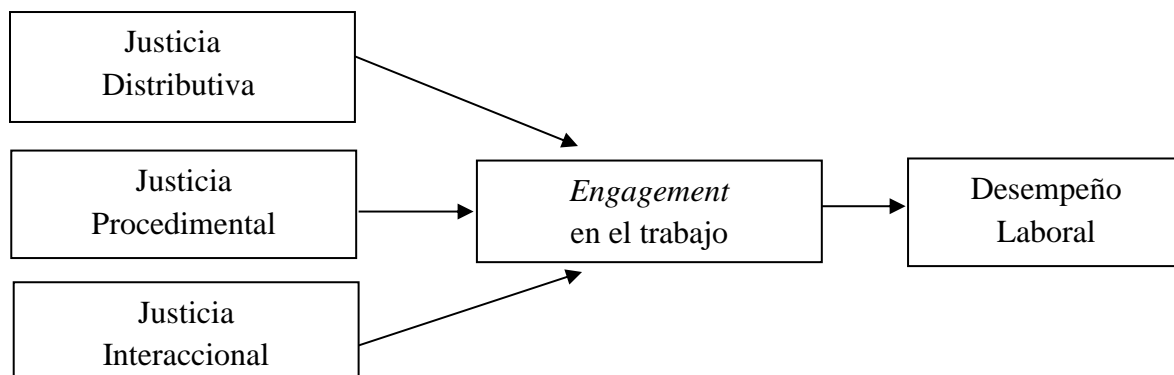 Justicia
Distributiva
Justicia
Procedimental
Justicia
Interaccional
Engagement
en el trabajo
Desempeño
Laboral